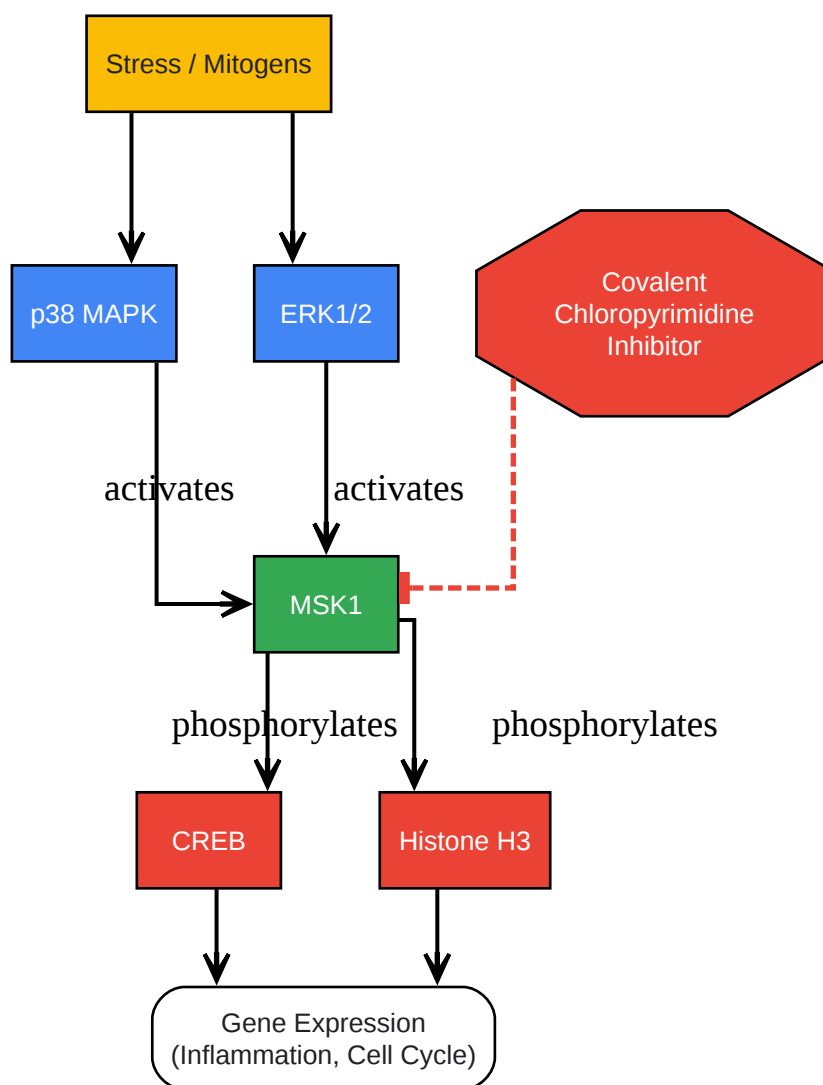 Stress / Mitogens
p38 MAPK
ERK1/2
Covalent
Chloropyrimidine
Inhibitor
activates
activates
MSK1
phosphorylates
phosphorylates
CREB
Histone H3
Gene Expression
(Inflammation, Cell Cycle)